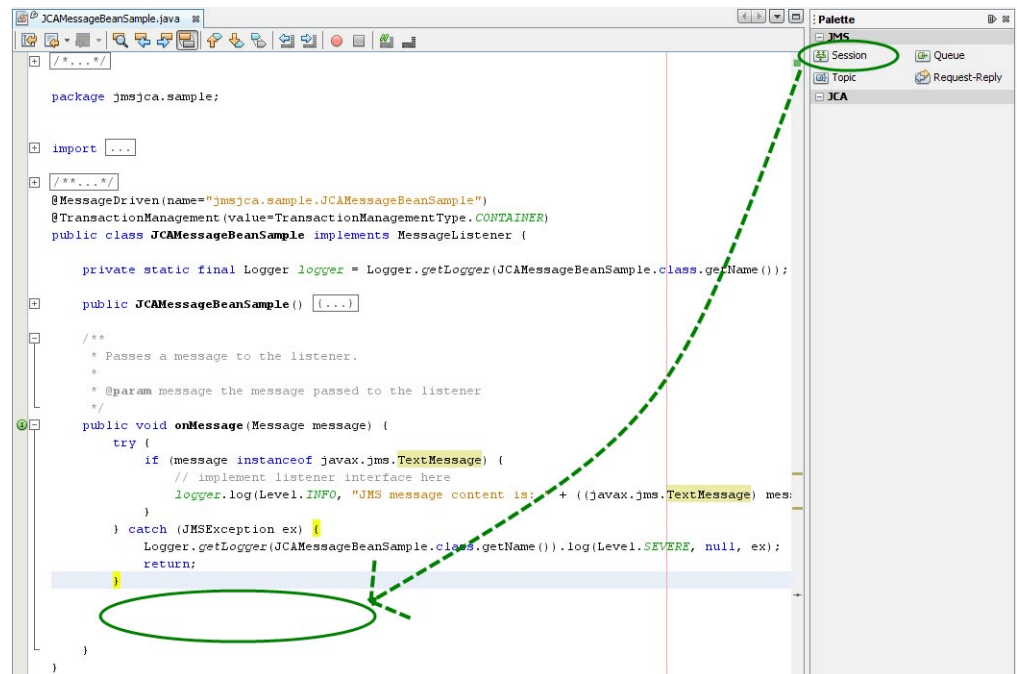 JCAMessageBeanSample.java
/*...*/
package jmsjca.sample;
import ...
/**...*/
@MessageDriven(name="jmsjca.sample.JCAMessageBeanSample")
@TransactionManagement(value=TransactionManagementType.CONTAINER)
public class JCAMessageBeanSample implements MessageListener {
private static final Logger logger = Logger.getLogger(JCAMessageBeanSample.class.getName());
public JCAMessageBeanSample() {...}
/**
* Passes a message to the listener.
*
* @param message the message passed to the listener
*/
public void onMessage(Message message) {
try {
if (message instanceof javax.jms.TextMessage) {
// implement listener interface here
logger.log(Level.INFO, "JMS message content is: " + ((javax.jms.TextMessage) mes
}
} catch (JMSException ex) {
Logger.getLogger(JCAMessageBeanSample.class.getName()).log(Level.SEVERE, null, ex);
return;
}
}
}
Palette
JMS
Session Queue
Topic Request-Reply
JCA